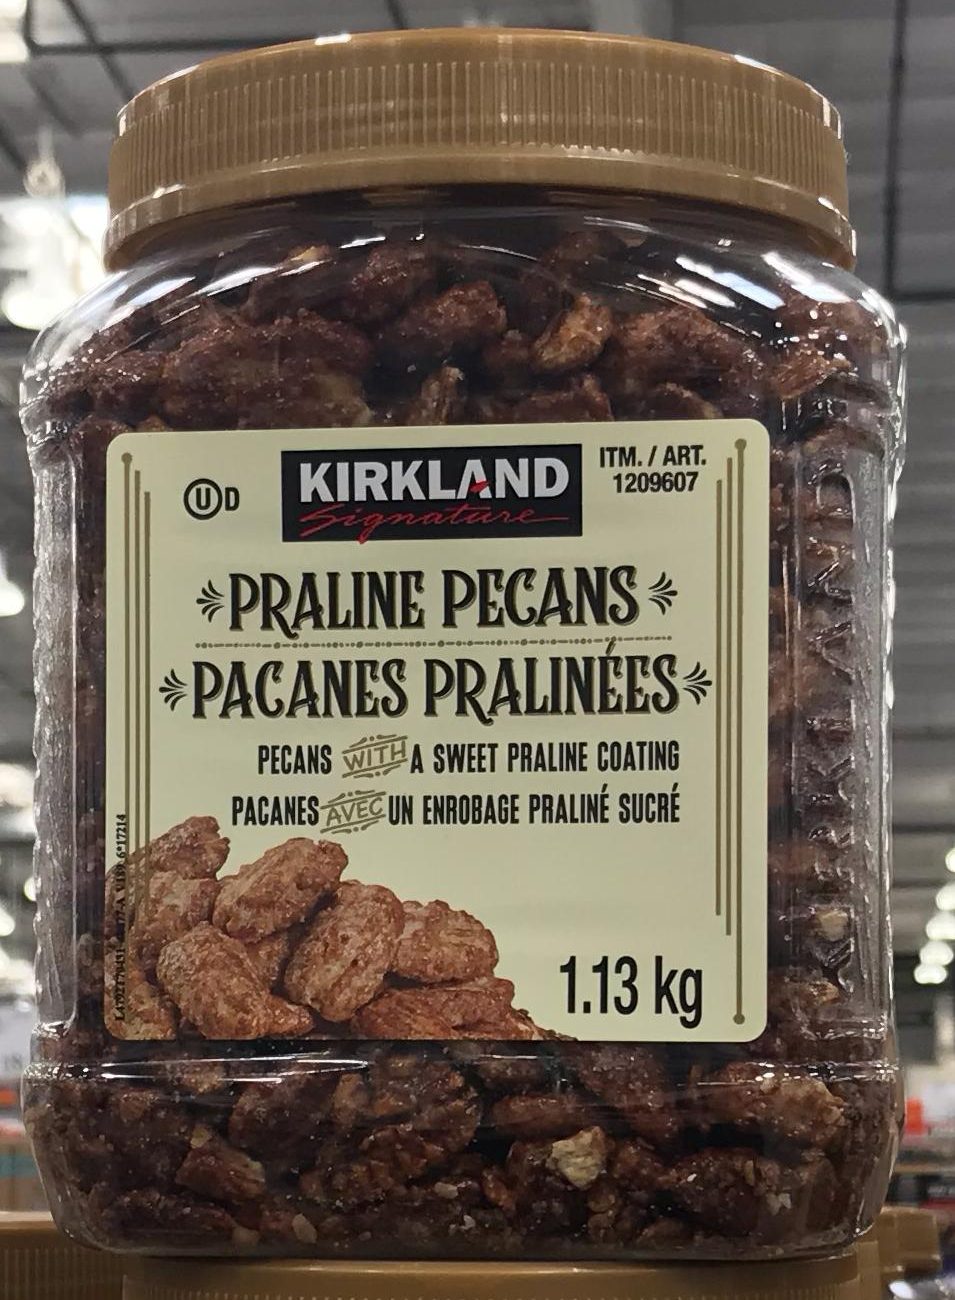 UD
KIRKLAND
Signature
ITM. / ART.
1209607
PRALINE PECANS
PACANES PRALINÉES
PECANS WITH A SWEET PRALINE COATING
PACANES AVEC UN ENROBAGE PRALINÉ SUCRÉ
1.13 kg
KIRKLAND